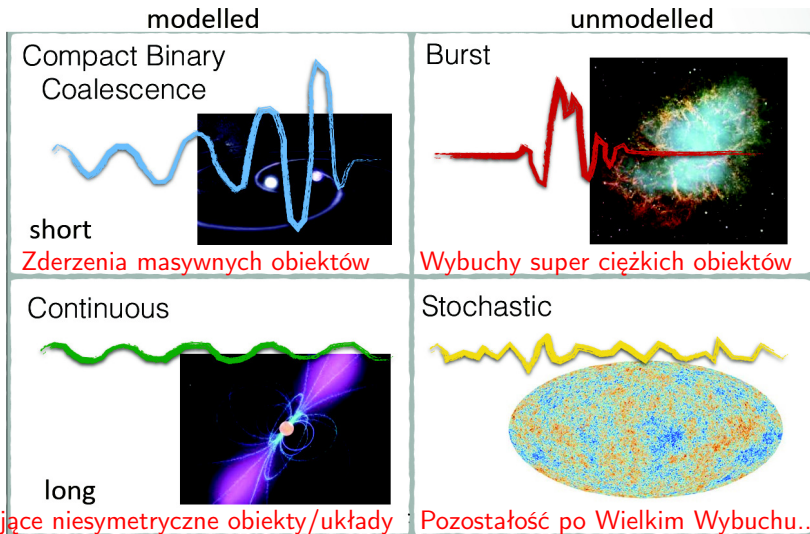 modelled
unmodelled
Compact Binary
Coalescence
short
Zderzenia masywnych obiektów
Burst
Wybuchy super ciężkich obiektów
Continuous
long
niesymetryczne obiekty/układy
Stochastic
Pozostałość po Wielkim Wybuchu..